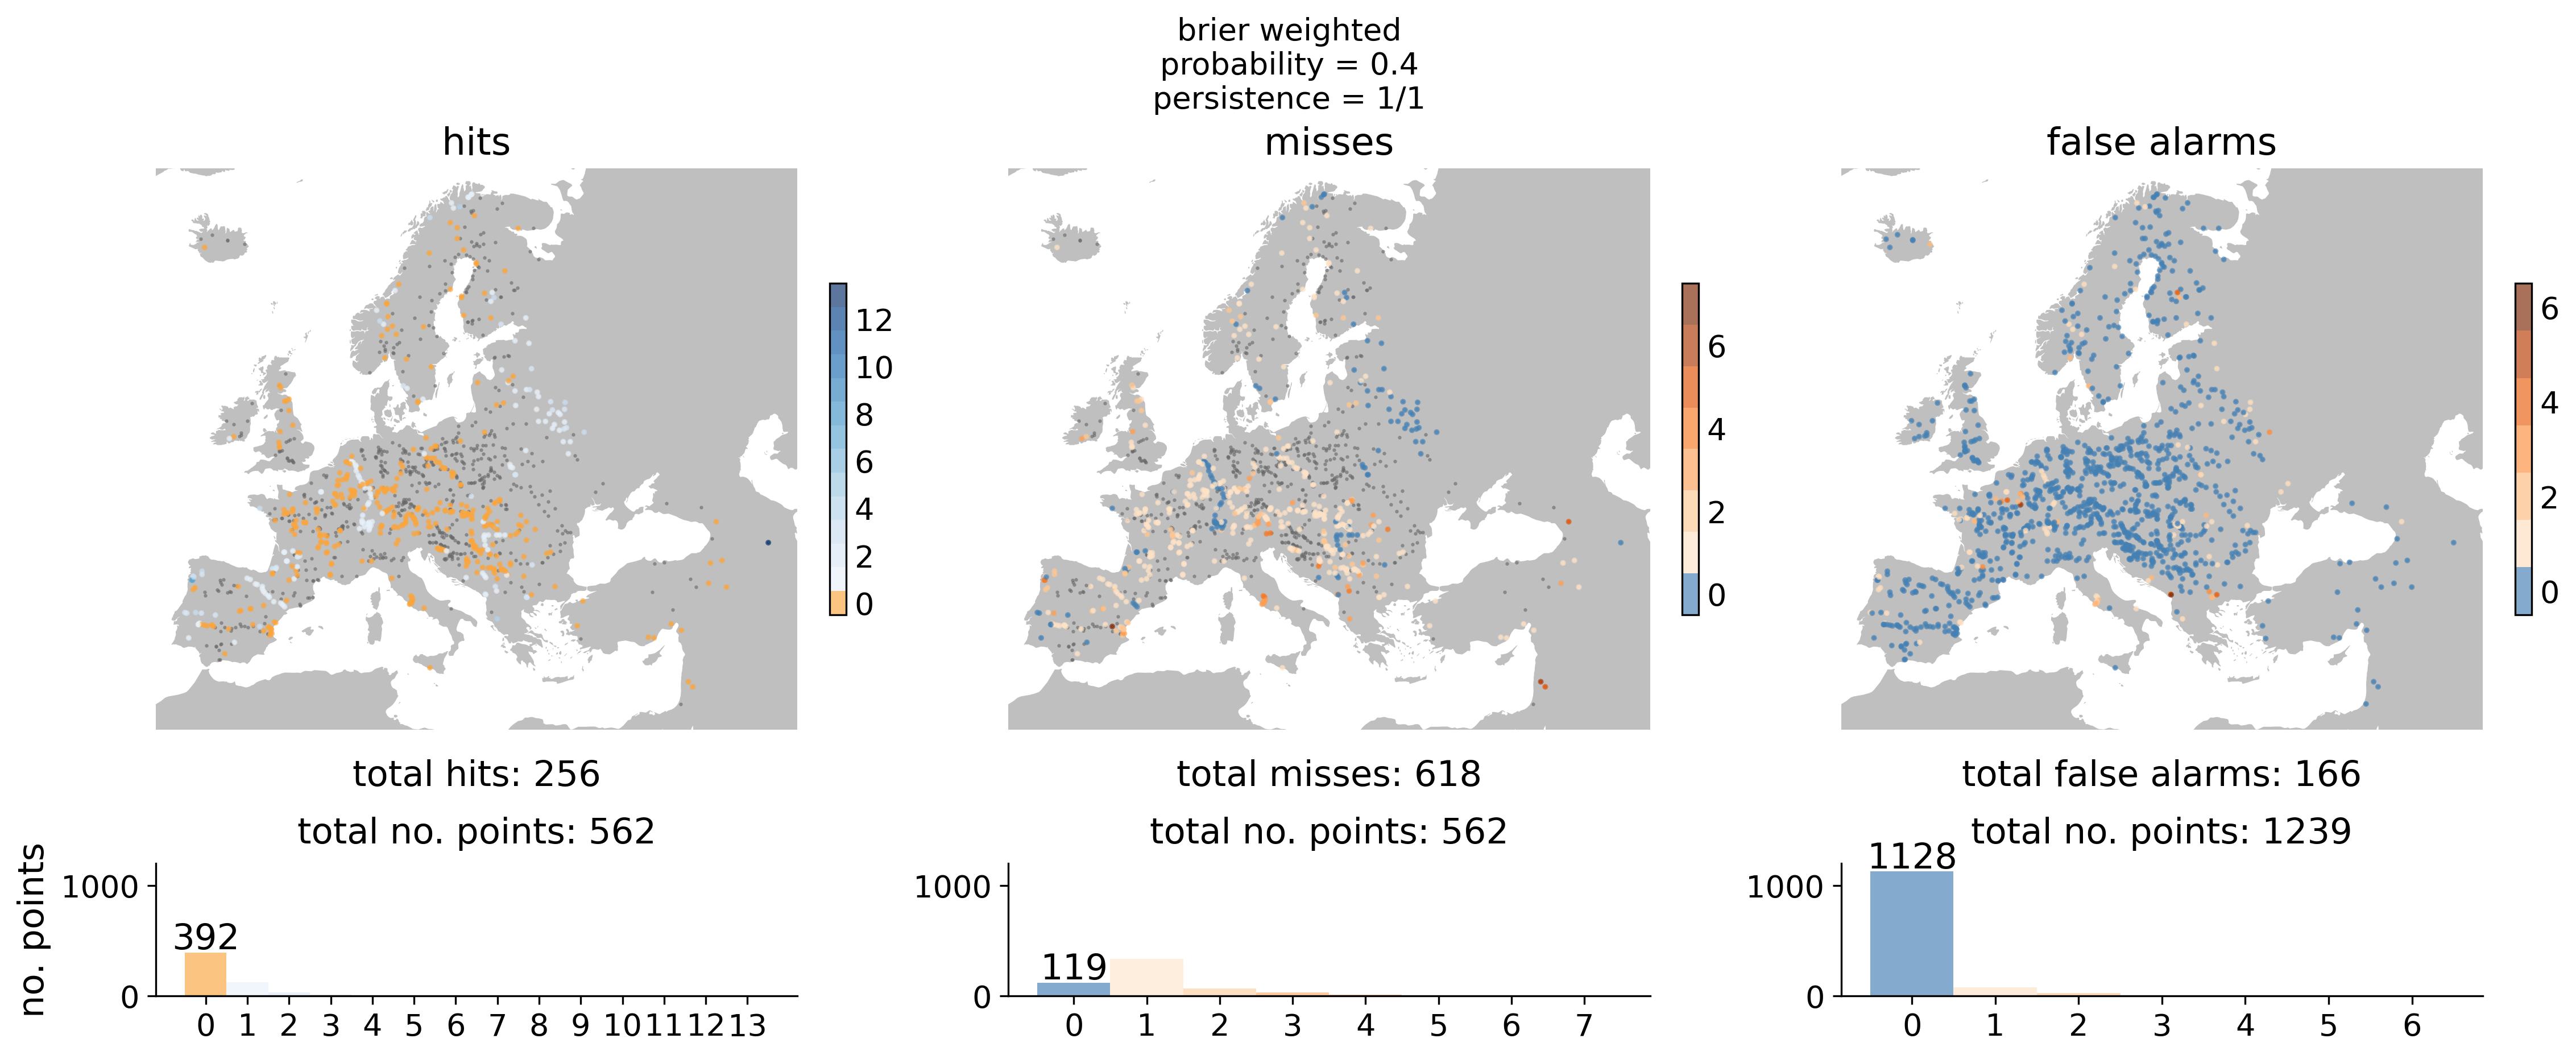 brier weighted
probability = 0.4
persistence = 1/1
hits
misses
false alarms
12
10
8
6
4
2
0
6
4
2
0
6
4
2
0
total hits: 256
total misses: 618
total false alarms: 166
total no. points: 562
total no. points: 562
total no. points: 1239
no. points
1000
0
392
0 1 2 3 4 5 6 7 8 9 10 11 12 13
1000
0
119
0 1 2 3 4 5 6 7
1000
0
1128
0 1 2 3 4 5 6